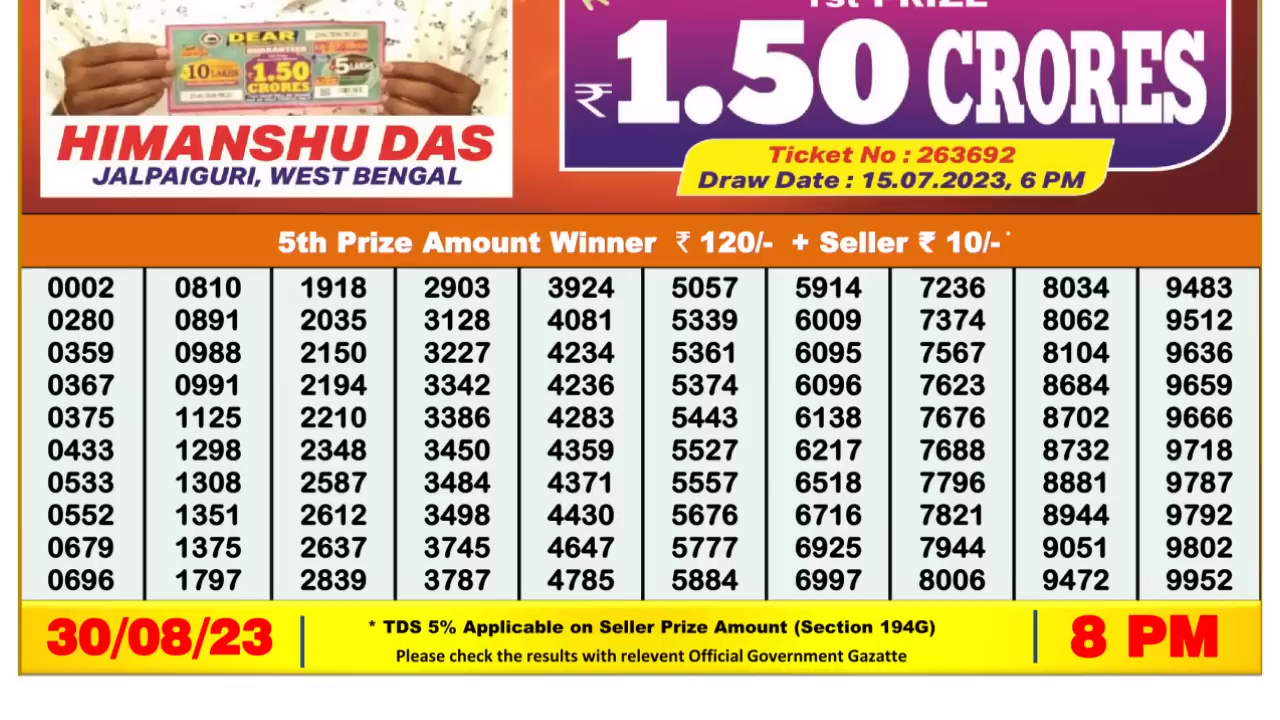 DEAR
GUARANTEED
10 LAKHS
1.50
5 LAKHS
CRORES
1st PRIZE
₹1.50 CRORES
HIMANSHU DAS
JALPAIGURI, WEST BENGAL
Ticket No : 263692
Draw Date : 15.07.2023, 6 PM
5th Prize Amount Winner ₹ 120/- + Seller ₹ 10/- *
0002 0810 1918 2903 3924 5057 5914 7236 8034 9483
0280 0891 2035 3128 4081 5339 6009 7374 8062 9512
0359 0988 2150 3227 4234 5361 6095 7567 8104 9636
0367 0991 2194 3342 4236 5374 6096 7623 8684 9659
0375 1125 2210 3386 4283 5443 6138 7676 8702 9666
0433 1298 2348 3450 4359 5527 6217 7688 8732 9718
0533 1308 2587 3484 4371 5557 6518 7796 8881 9787
0552 1351 2612 3498 4430 5676 6716 7821 8944 9792
0679 1375 2637 3745 4647 5777 6925 7944 9051 9802
0696 1797 2839 3787 4785 5884 6997 8006 9472 9952
30/08/23
* TDS 5% Applicable on Seller Prize Amount (Section 194G)
Please check the results with relevent Official Government Gazatte
8 PM